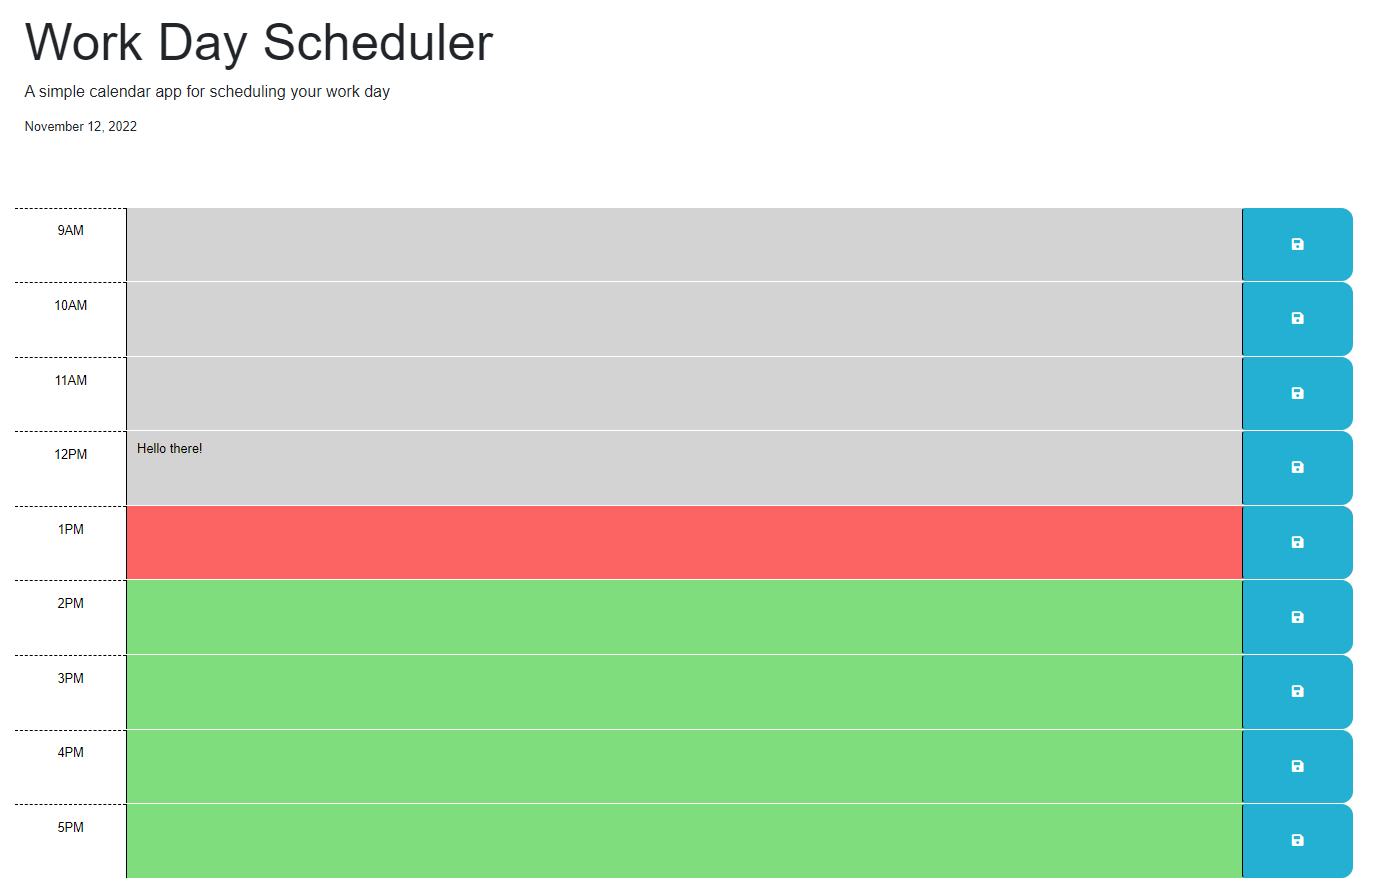 Work Day Scheduler
A simple calendar app for scheduling your work day
November 12, 2022
9AM
10AM
11AM
12PM
Hello there!
1PM
2PM
3PM
4PM
5PM